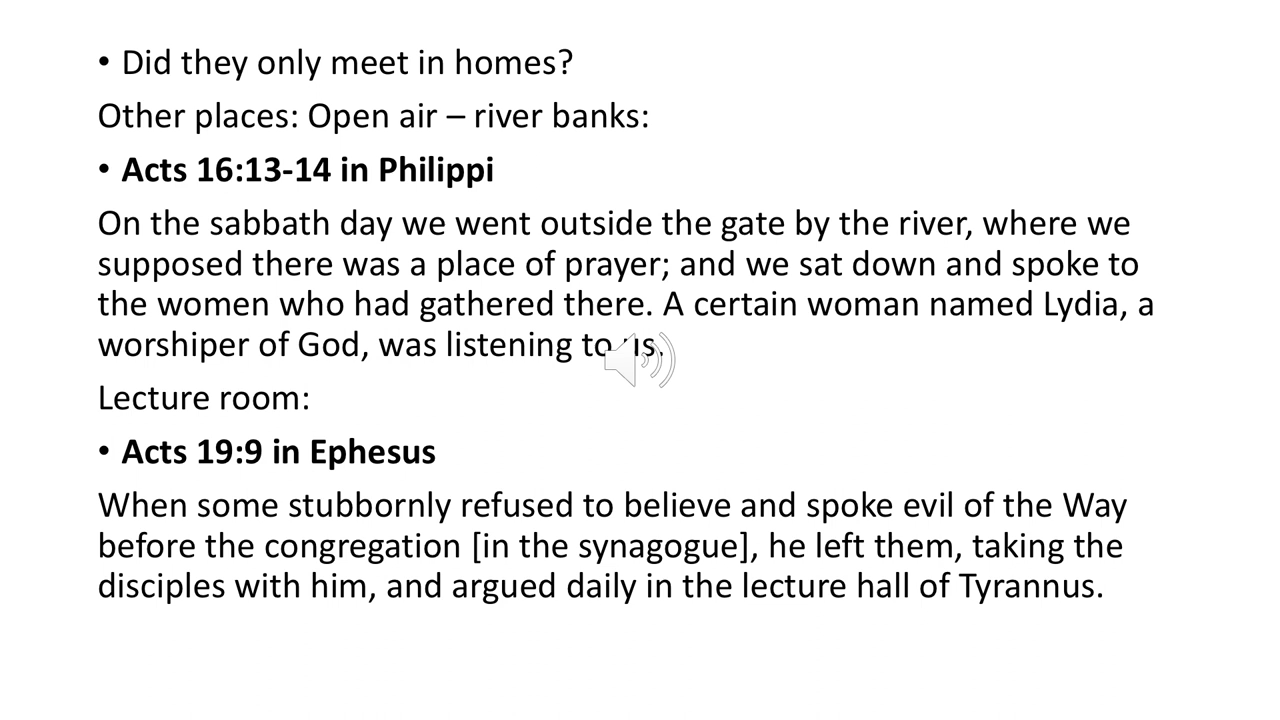 • Did they only meet in homes?
Other places: Open air – river banks:
• Acts 16:13-14 in Philippi
On the sabbath day we went outside the gate by the river, where we
supposed there was a place of prayer; and we sat down and spoke to
the women who had gathered there. A certain woman named Lydia, a
worshiper of God, was listening to us.
Lecture room:
• Acts 19:9 in Ephesus
When some stubbornly refused to believe and spoke evil of the Way
before the congregation [in the synagogue], he left them, taking the
disciples with him, and argued daily in the lecture hall of Tyrannus.